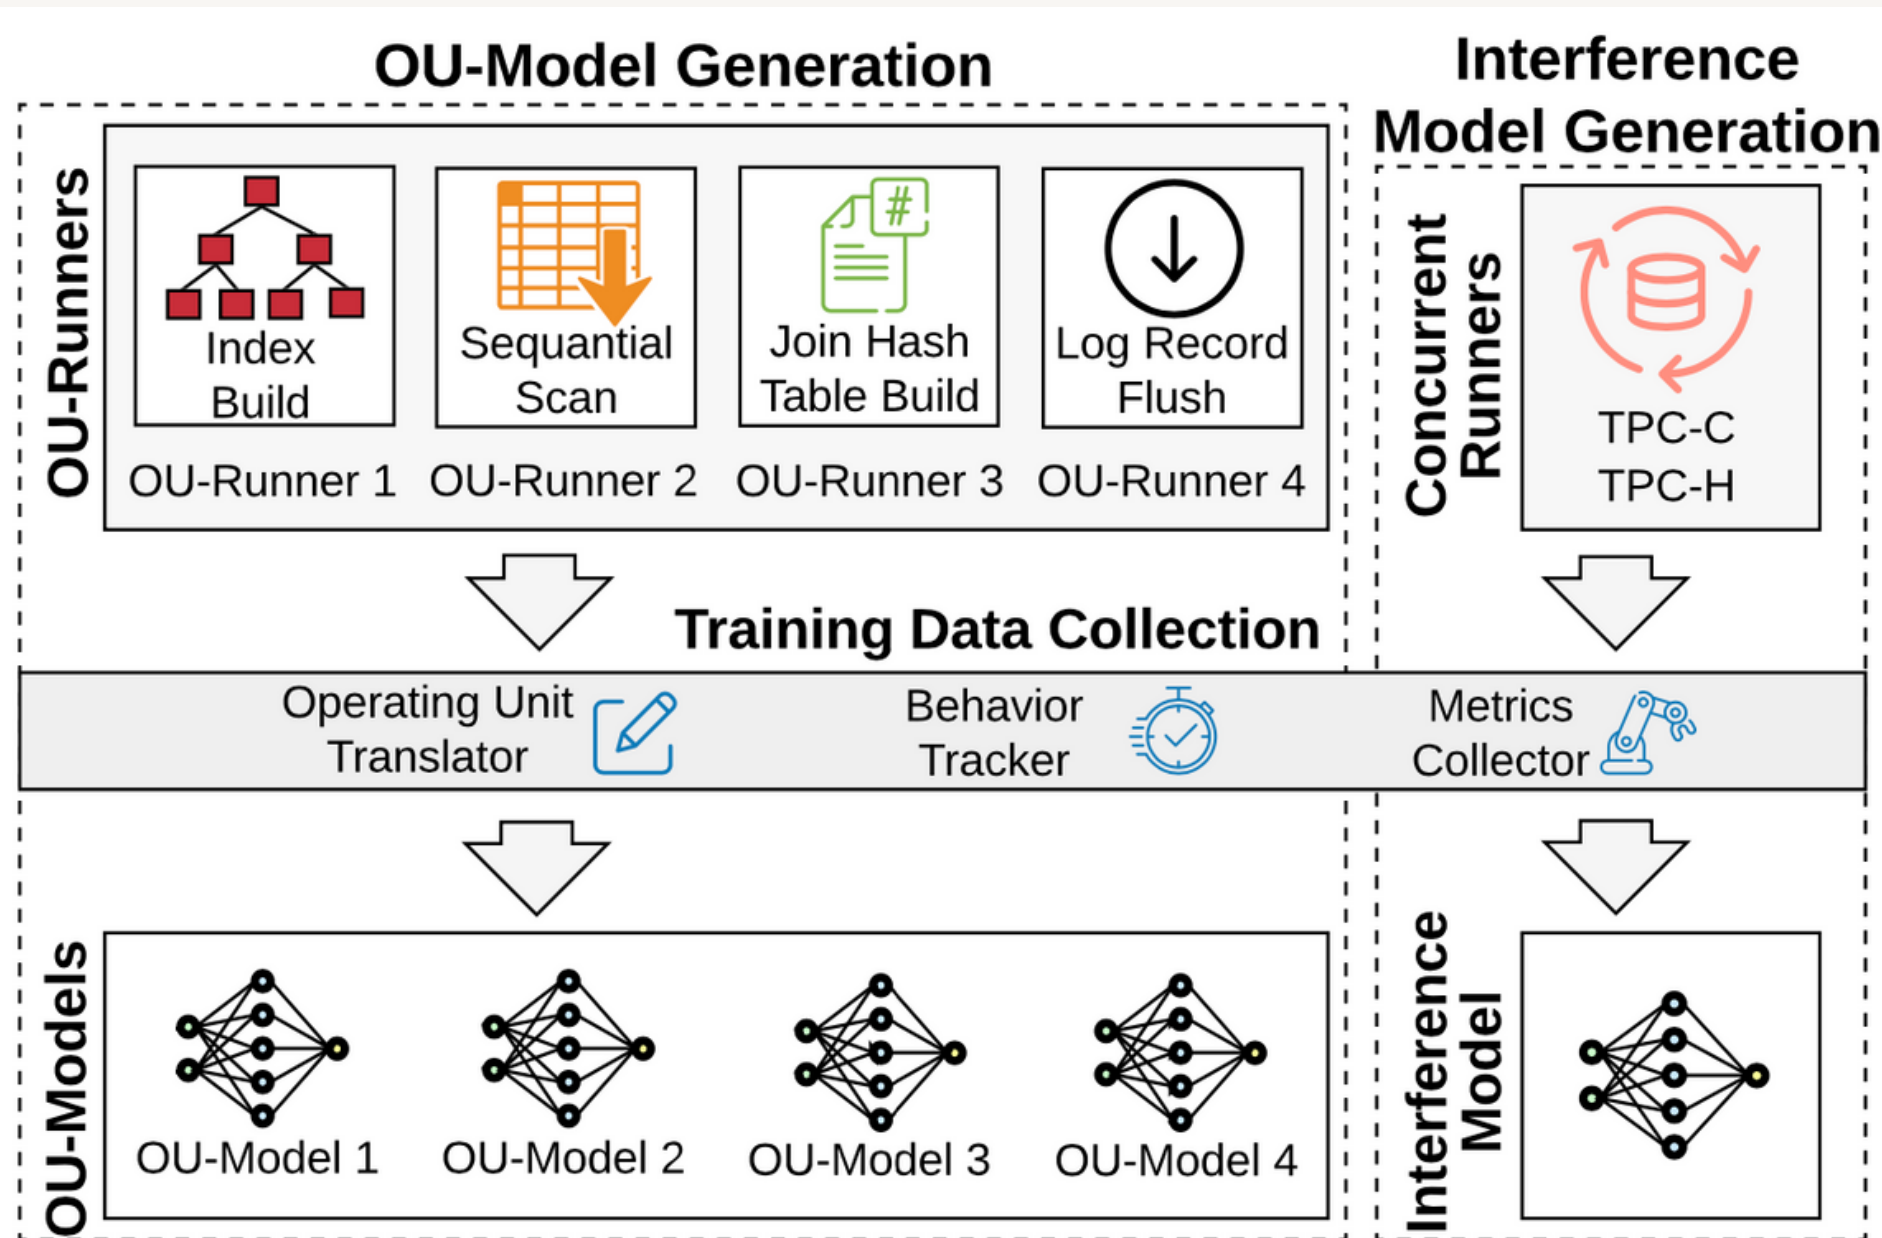 OU-Model Generation
Interference
Model Generation
OU-Runners
Index
Build
OU-Runner 1
Sequantial
Scan
OU-Runner 2
#
Join Hash
Table Build
OU-Runner 3
Log Record
Flush
OU-Runner 4
Concurrent
Runners
TPC-C
TPC-H
Training Data Collection
Operating Unit
Translator
Behavior
Tracker
Metrics
Collector
OU-Models
OU-Model 1
OU-Model 2
OU-Model 3
OU-Model 4
Interference
Model